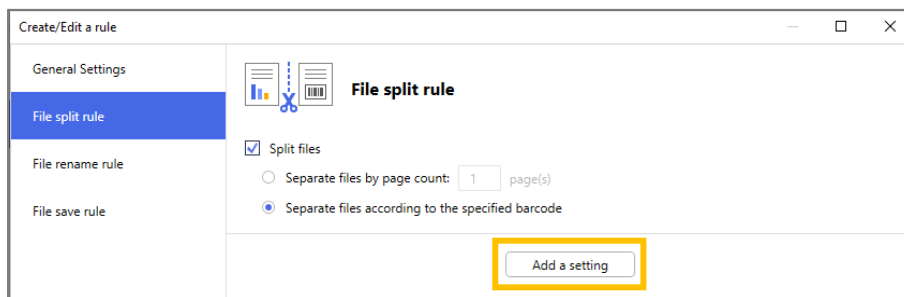 Create/Edit a rule
General Settings
File split rule
File rename rule
File save rule
File split rule
Split files
Separate files by page count: 1 page(s)
Separate files according to the specified barcode
Add a setting